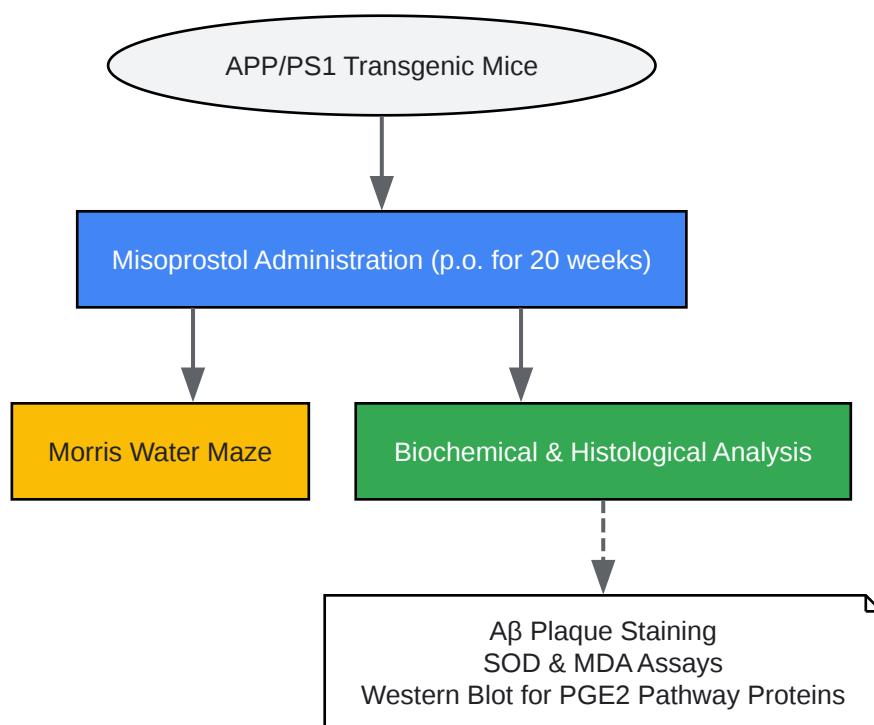 APP/PS1 Transgenic Mice
Misoprostol Administration (p.o. for 20 weeks)
Morris Water Maze
Biochemical & Histological Analysis
Aβ Plaque Staining
SOD & MDA Assays
Western Blot for PGE2 Pathway Proteins